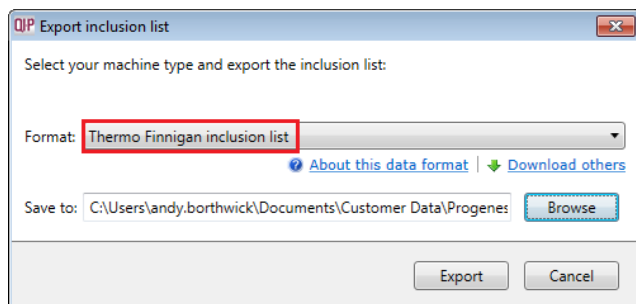 QIP Export inclusion list
Select your machine type and export the inclusion list:
Format: Thermo Finnigan inclusion list
? About this data format | Download others
Save to: C:\Users\andy.borthwick\Documents\Customer Data\Progenes Browse
Export Cancel